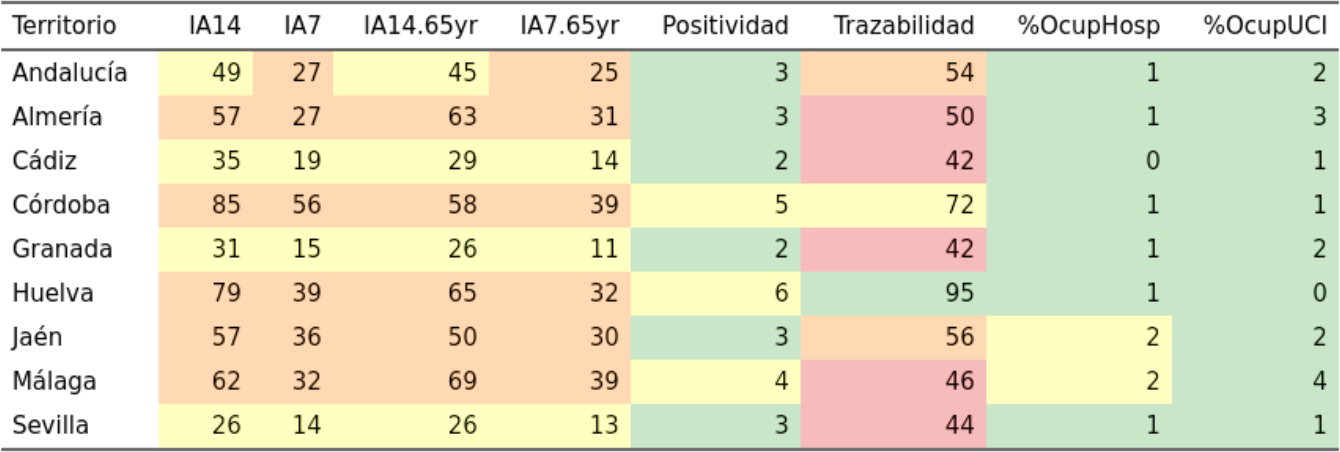 Territorio IA14 IA7 IA14.65yr IA7.65yr Positividad Trazabilidad %OcupHosp %OcupUCI
Andalucía 49 27 45 25 3 54 1 2
Almería 57 27 63 31 3 50 1 3
Cádiz 35 19 29 14 2 42 0 1
Córdoba 85 56 58 39 5 72 1 1
Granada 31 15 26 11 2 42 1 2
Huelva 79 39 65 32 6 95 1 0
Jaén 57 36 50 30 3 56 2 2
Málaga 62 32 69 39 4 46 2 4
Sevilla 26 14 26 13 3 44 1 1